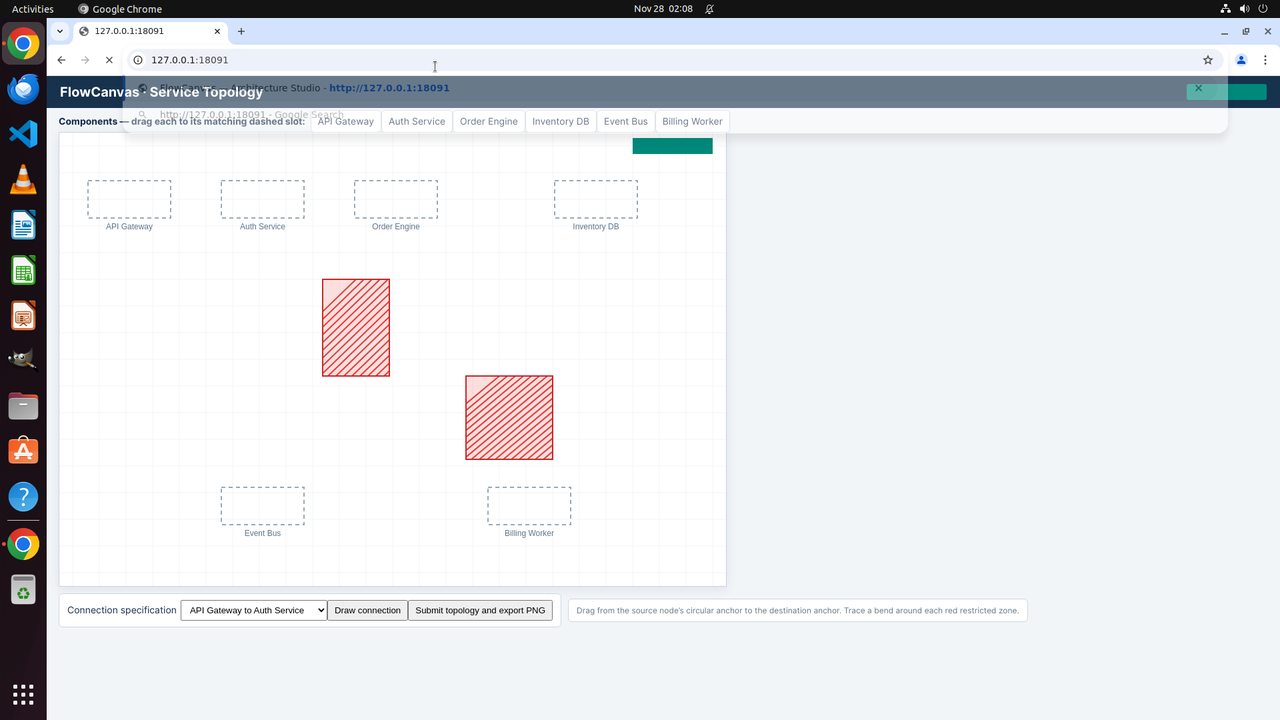 Activities
Google Chrome
Nov 28 02:08
127.0.0.1:18091
127.0.0.1:18091
Architecture Studio - http://127.0.0.1:18091
FlowCanvas · Service Topology
http://127.0.0.1:18091 - Google Search
Components — drag each to its matching dashed slot:
API Gateway
Auth Service
Order Engine
Inventory DB
Event Bus
Billing Worker
API Gateway
Auth Service
Order Engine
Inventory DB
Event Bus
Billing Worker
Connection specification
API Gateway to Auth Service
Draw connection
Submit topology and export PNG
Drag from the source node's circular anchor to the destination anchor. Trace a bend around each red restricted zone.